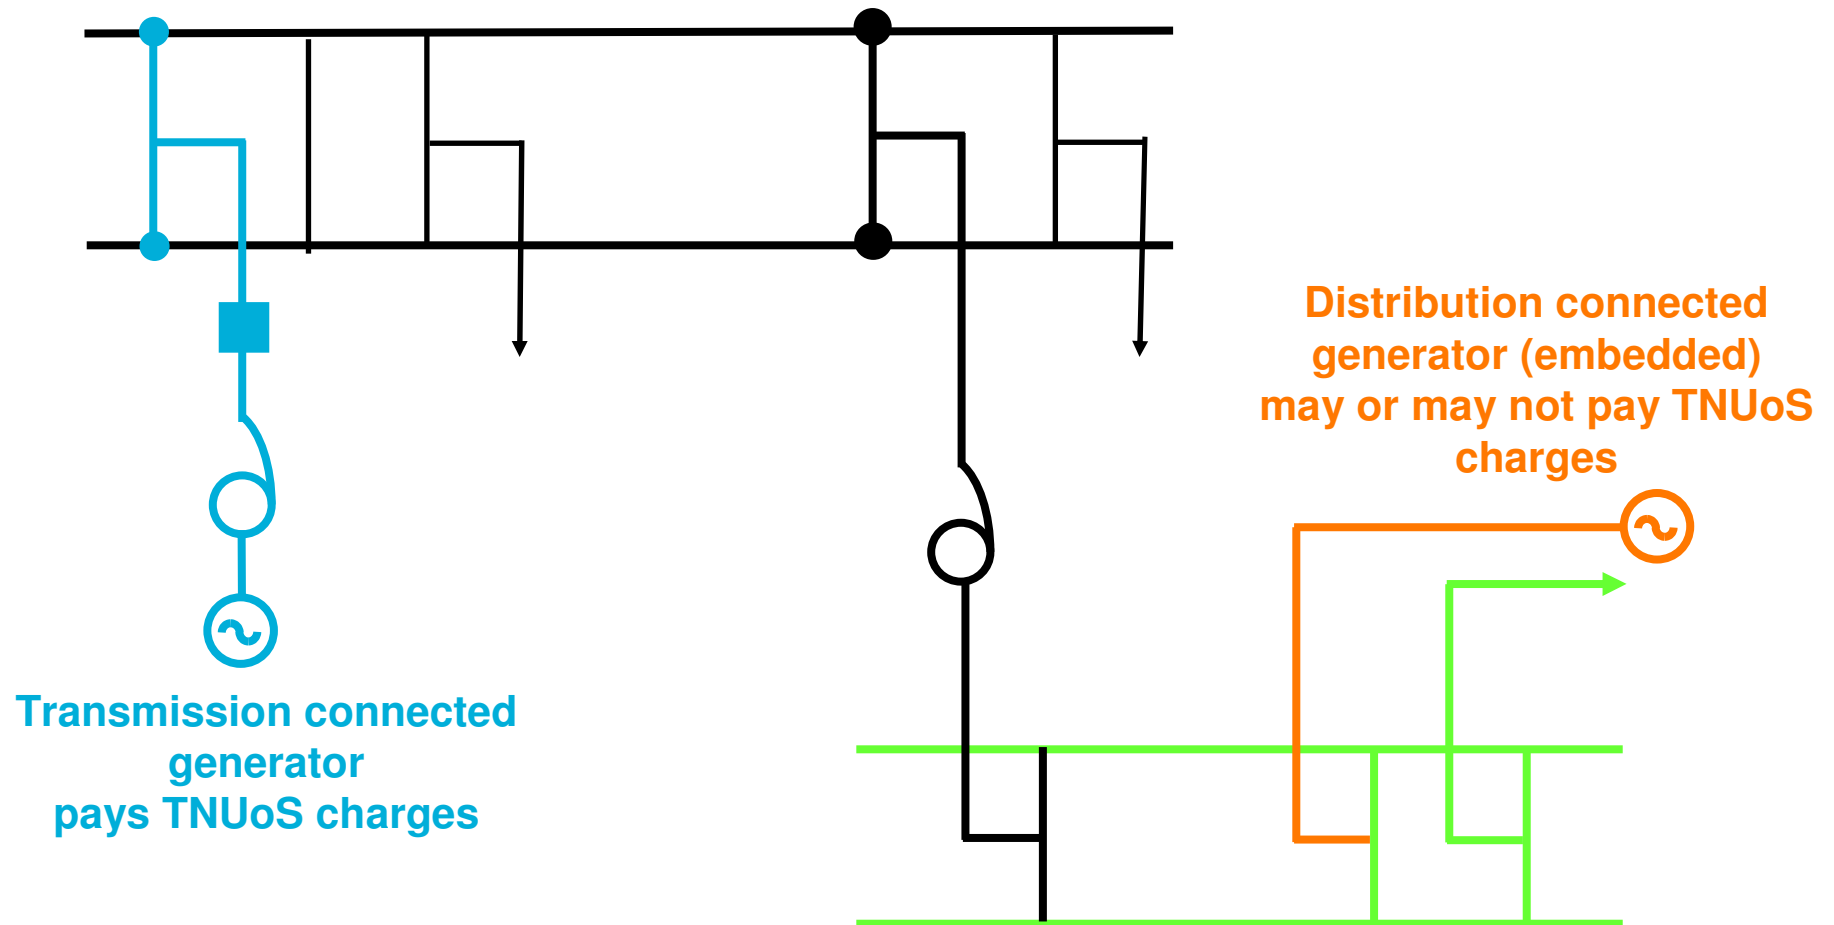 Distribution connected
generator (embedded)
may or may not pay TNUoS
charges
Transmission connected
generator
pays TNUoS charges